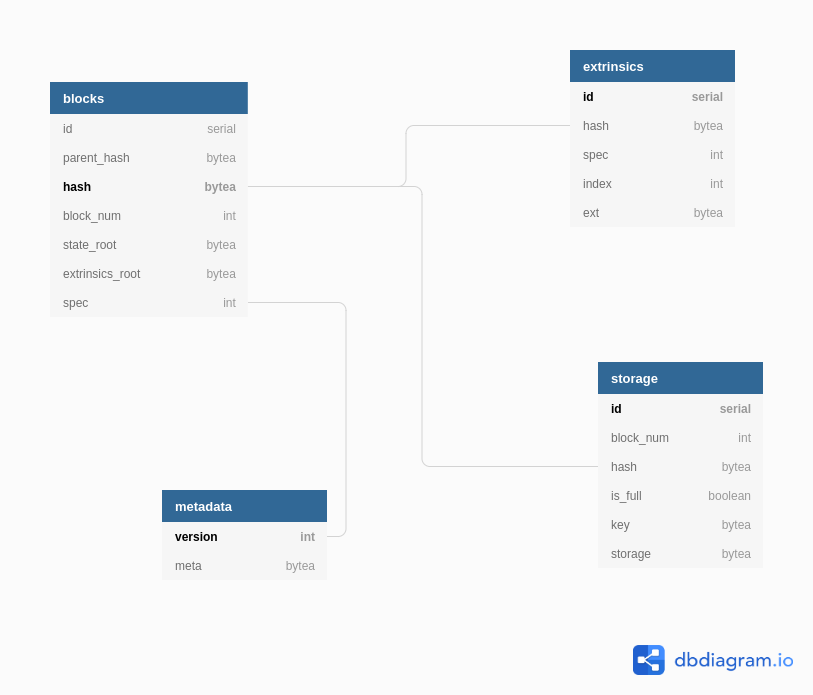 blocks
id serial
parent_hash bytea
hash bytea
block_num int
state_root bytea
extrinsics_root bytea
spec int
extrinsics
id serial
hash bytea
spec int
index int
ext bytea
metadata
version int
meta bytea
storage
id serial
block_num int
hash bytea
is_full boolean
key bytea
storage bytea
dbdiagram.io